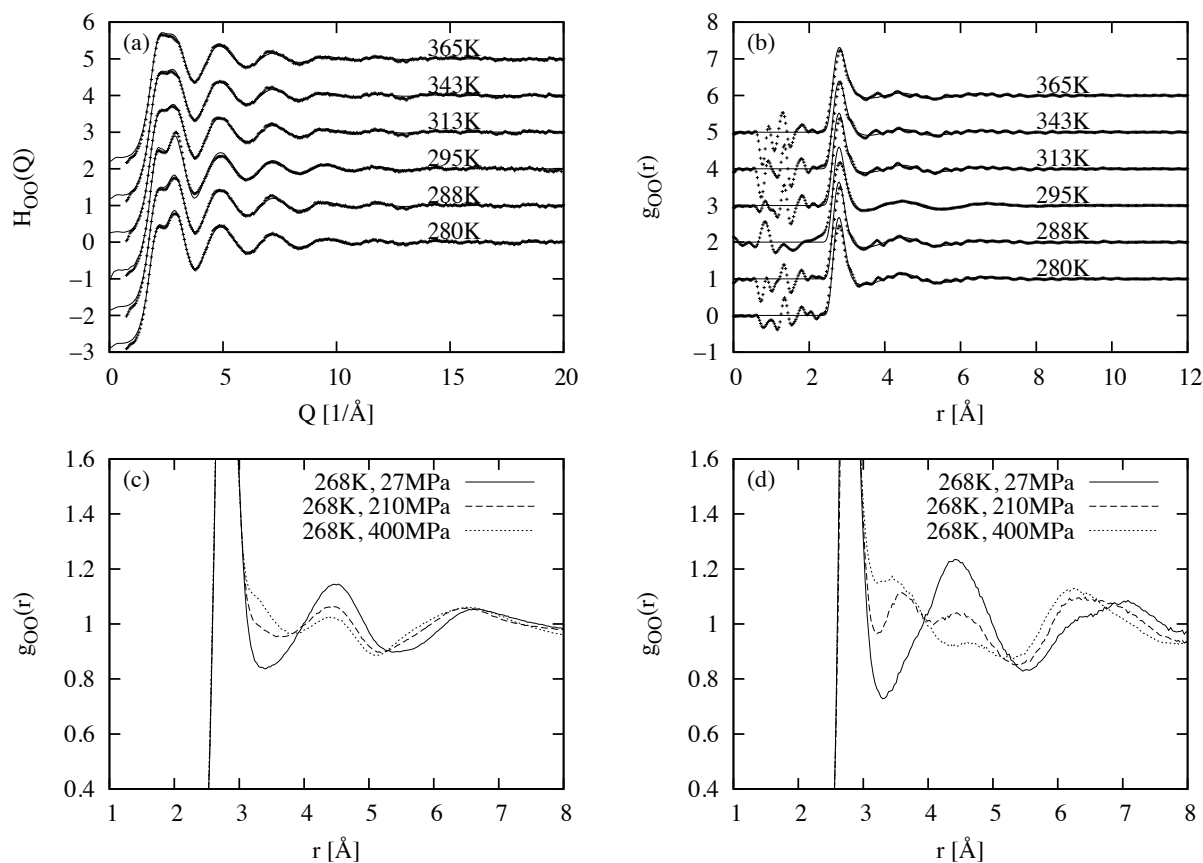 (a)
H_OO(Q)
6
5
4
3
2
1
0
−1
−2
−3
365K
343K
313K
295K
288K
280K
0 5 10 15 20
Q [1/Å]
(b)
g_OO(r)
8
7
6
5
4
3
2
1
0
−1
365K
343K
313K
295K
288K
280K
0 2 4 6 8 10 12
r [Å]
(c)
g_OO(r)
1.6
1.4
1.2
1
0.8
0.6
0.4
268K, 27MPa
268K, 210MPa
268K, 400MPa
1 2 3 4 5 6 7 8
r [Å]
(d)
g_OO(r)
1.6
1.4
1.2
1
0.8
0.6
0.4
268K, 27MPa
268K, 210MPa
268K, 400MPa
1 2 3 4 5 6 7 8
r [Å]